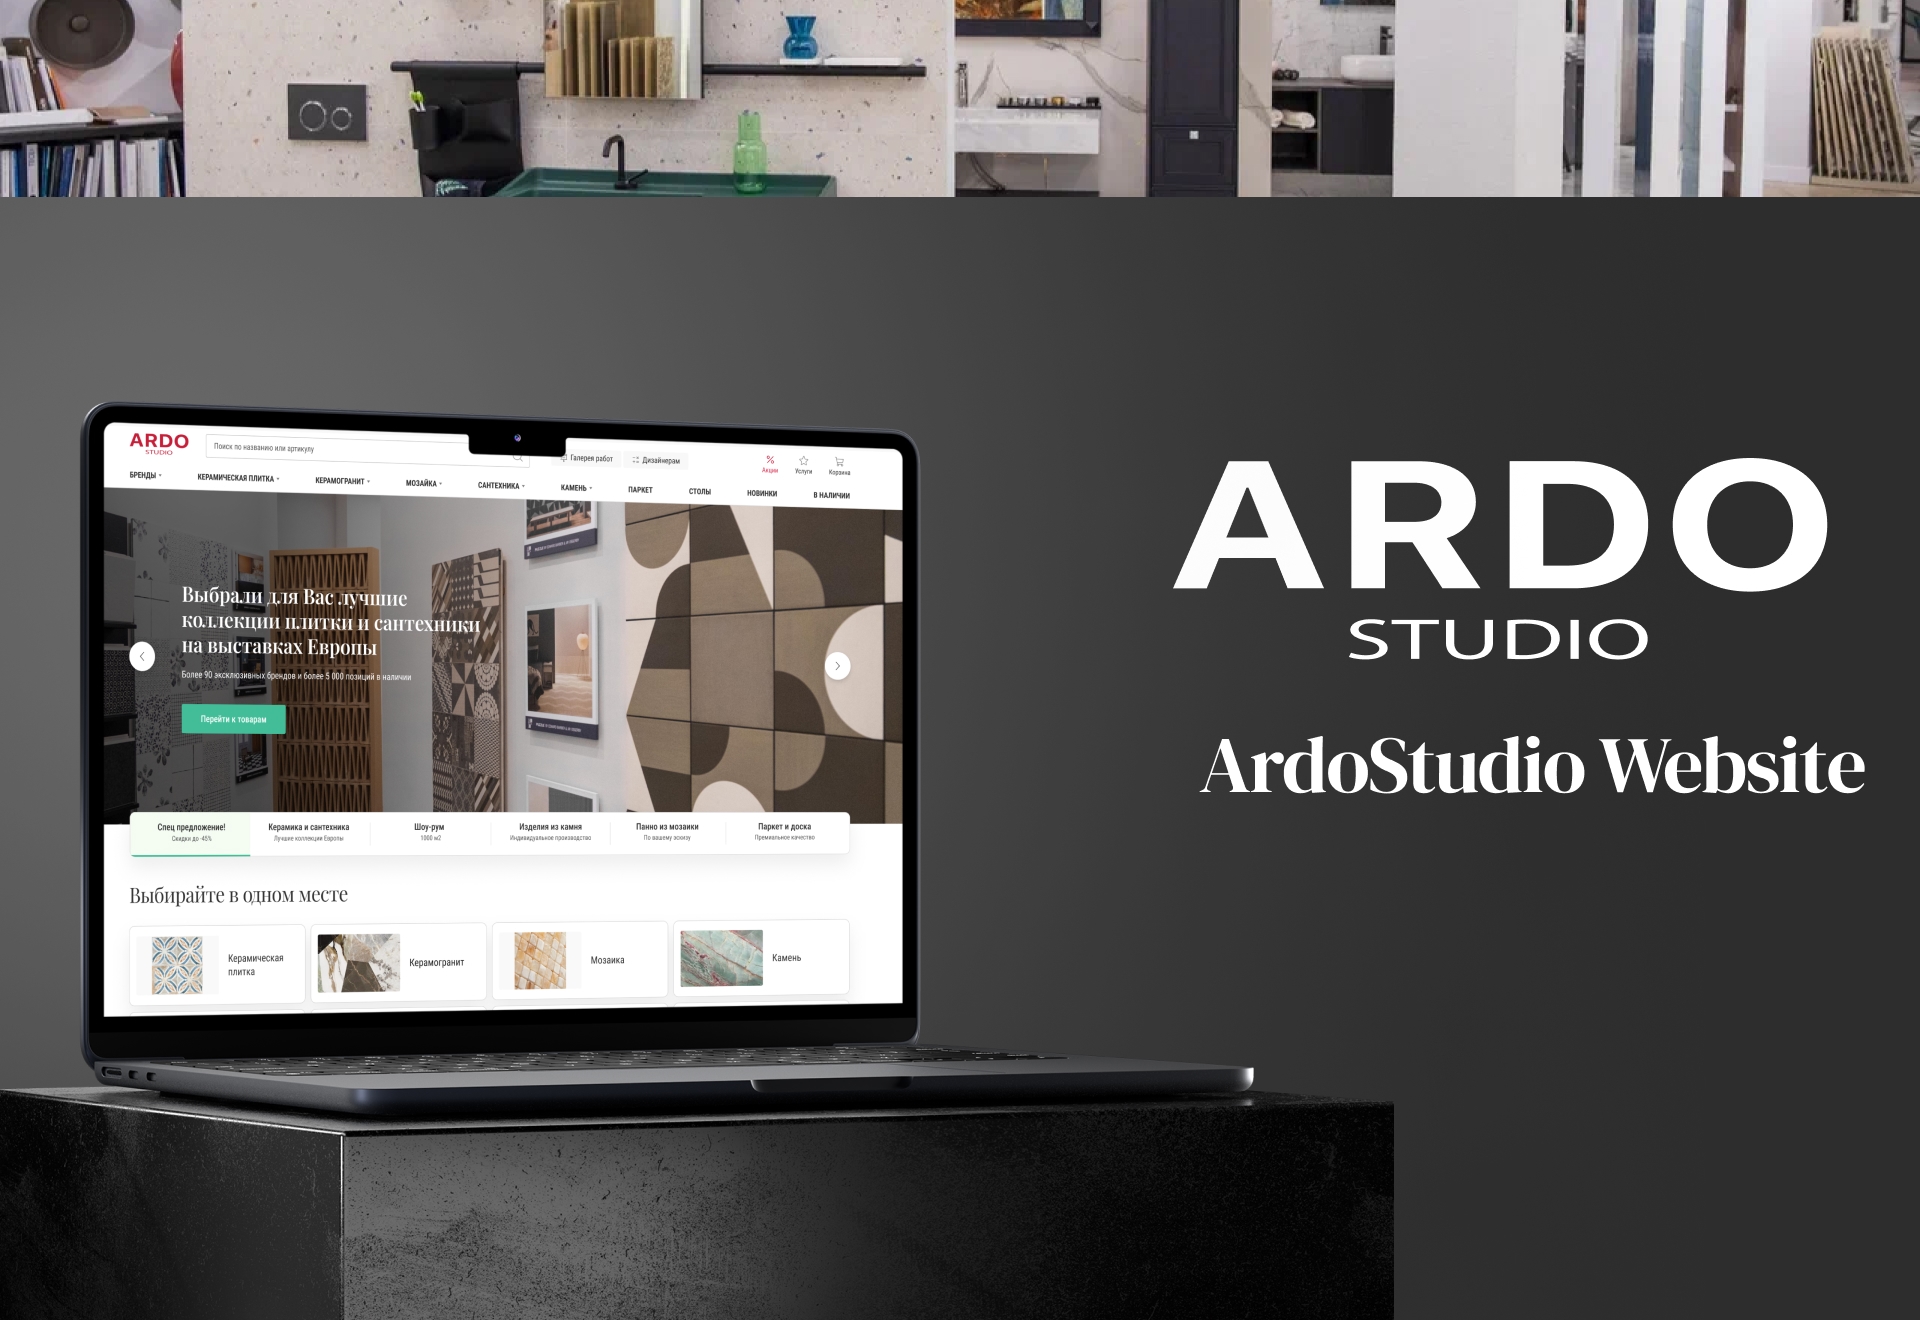 ARDO
STUDIO
Поиск по названию или артикулу
Галерея работ
Дизайнерам
Акции
Услуги
Корзина
БРЕНДЫ
КЕРАМИЧЕСКАЯ ПЛИТКА
КЕРАМОГРАНИТ
МОЗАЙКА
САНТЕХНИКА
КАМЕНЬ
ПАРКЕТ
СТОЛЫ
НОВИНКИ
В НАЛИЧИИ
Выбрали для Вас лучшие
коллекции плитки и сантехники
на выставках Европы
Более 90 эксклюзивных брендов и более 5 000 позиций в наличии
Перейти к товарам
Спец предложение!
Скидки до -45%
Керамика и сантехника
Лучшие коллекции Европы
Шоу-рум
1000 м2
Изделия из камня
Индивидуальное производство
Панно из мозаики
По вашему эскизу
Паркет и доска
Премиальное качество
Выбирайте в одном месте
Керамическая
плитка
Керамогранит
Мозаика
Камень
ARDO
STUDIO
ArdoStudio Website